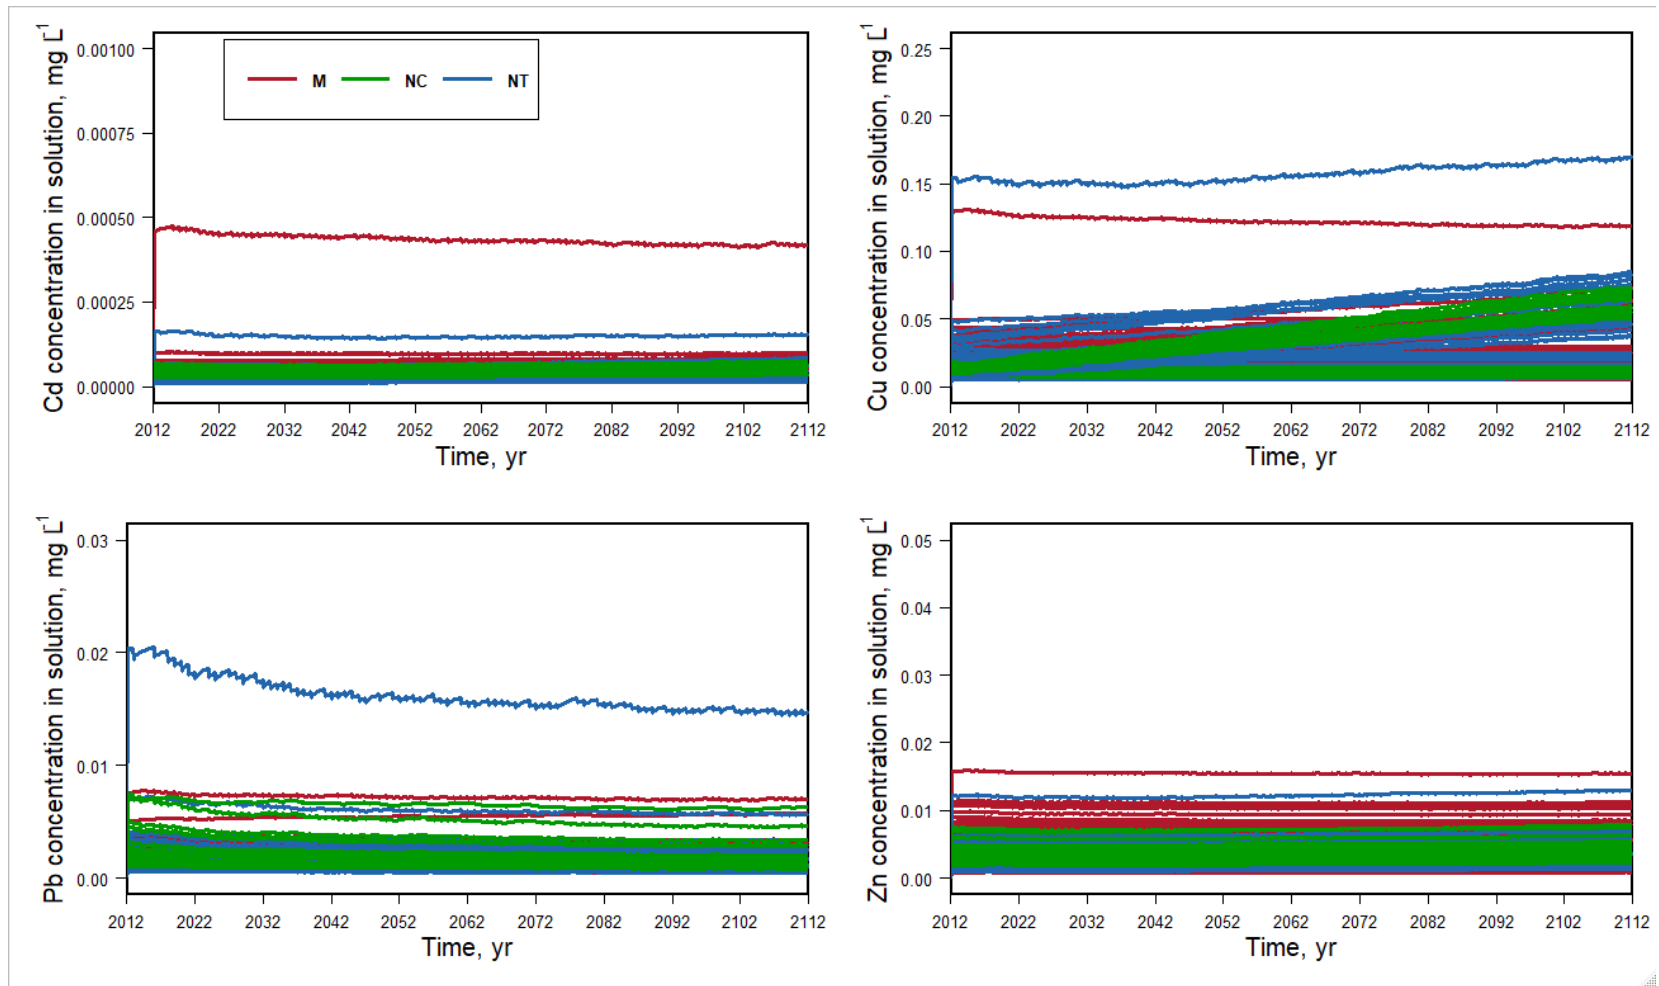 Cd concentration in solution, mg L-1
0.00100
0.00075
0.00050
0.00025
0.00000
M NC NT
2012 2022 2032 2042 2052 2062 2072 2082 2092 2102 2112
Time, yr
Cu concentration in solution, mg L-1
0.25
0.20
0.15
0.10
0.05
0.00
2012 2022 2032 2042 2052 2062 2072 2082 2092 2102 2112
Time, yr
Pb concentration in solution, mg L-1
0.03
0.02
0.01
0.00
2012 2022 2032 2042 2052 2062 2072 2082 2092 2102 2112
Time, yr
Zn concentration in solution, mg L-1
0.05
0.04
0.03
0.02
0.01
0.00
2012 2022 2032 2042 2052 2062 2072 2082 2092 2102 2112
Time, yr